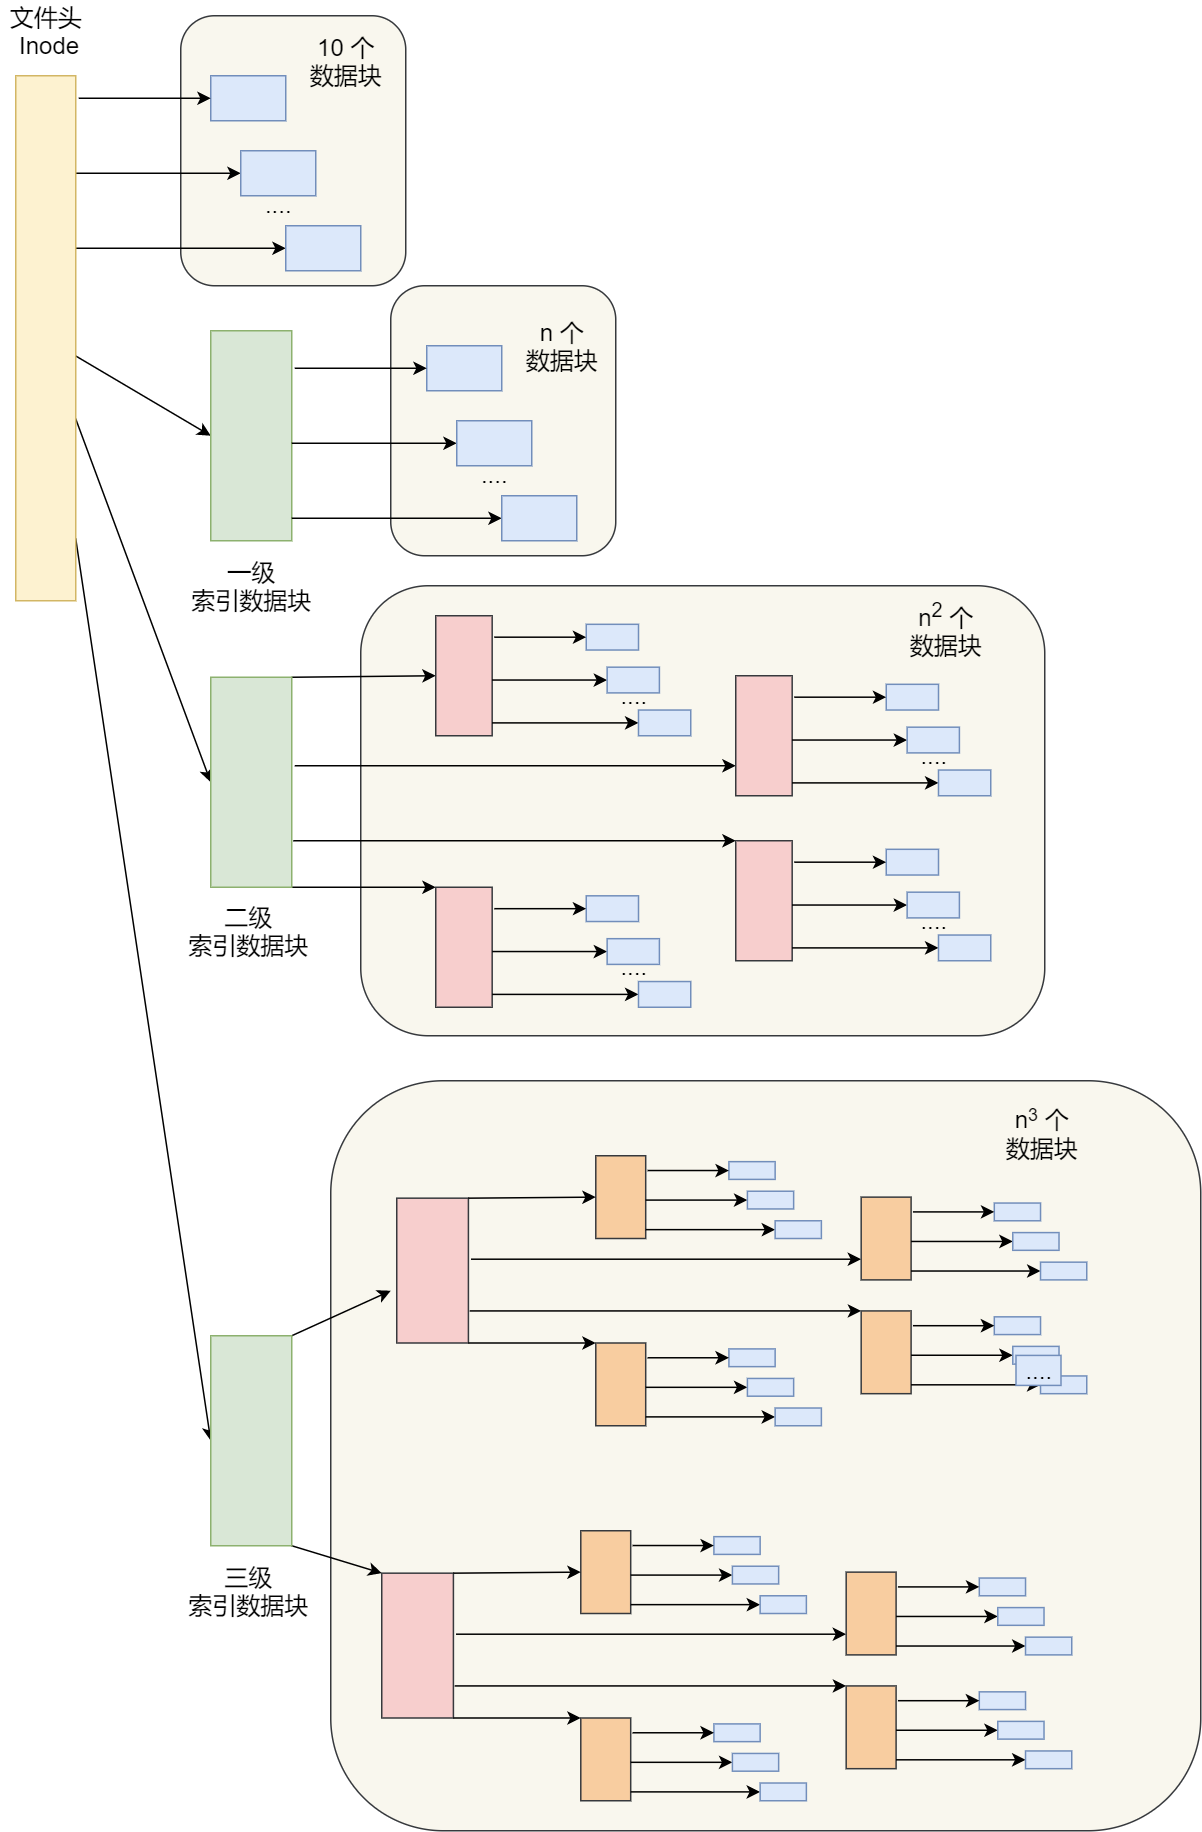 文件头
Inode
10 个
数据块
....
n 个
数据块
....
一级
索引数据块
n² 个
数据块
....
....
....
....
二级
索引数据块
n³ 个
数据块
....
三级
索引数据块